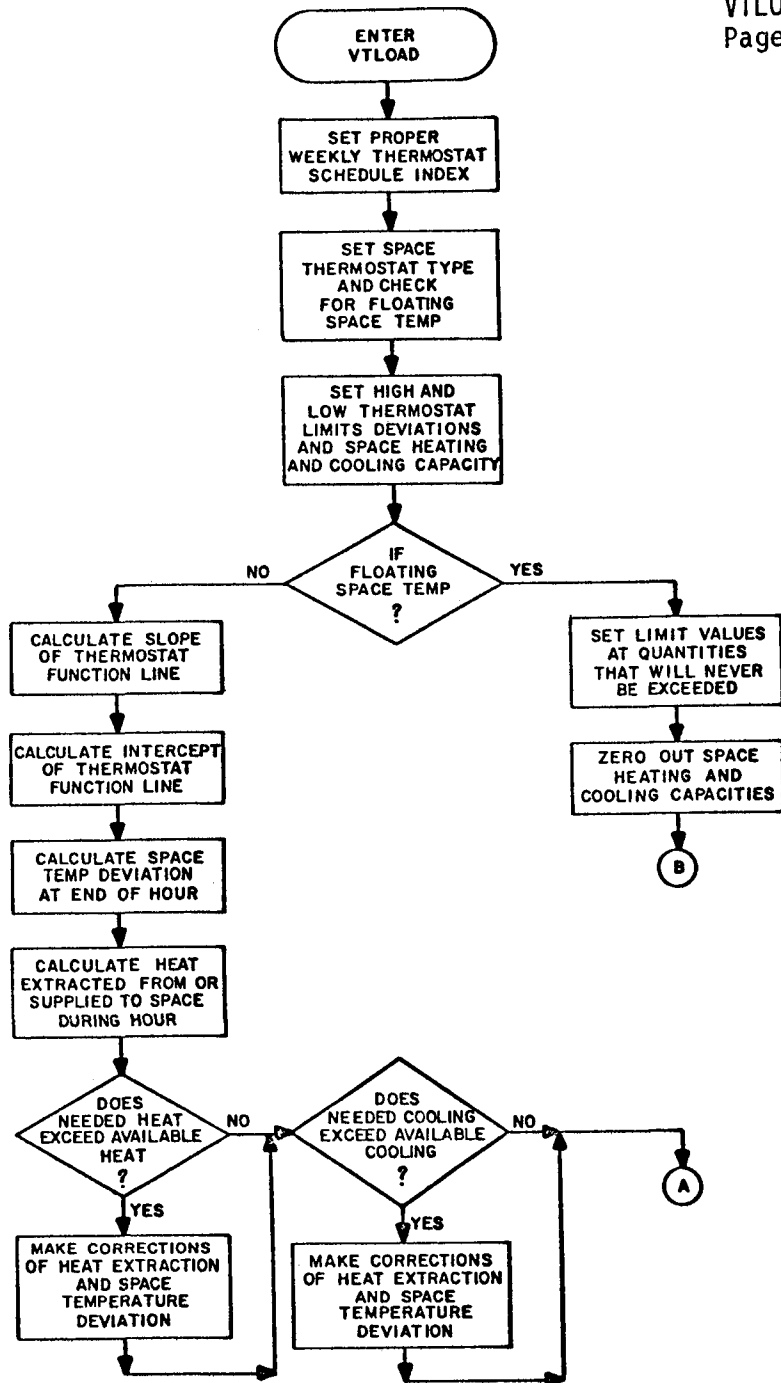 VTLO
Page
ENTER
VTLOAD
SET PROPER
WEEKLY THERMOSTAT
SCHEDULE INDEX
SET SPACE
THERMOSTAT TYPE
AND CHECK
FOR FLOATING
SPACE TEMP
SET HIGH AND
LOW THERMOSTAT
LIMITS DEVIATIONS
AND SPACE HEATING
AND COOLING CAPACITY
IF
FLOATING
SPACE TEMP
?
NO
YES
CALCULATE SLOPE
OF THERMOSTAT
FUNCTION LINE
CALCULATE INTERCEPT
OF THERMOSTAT
FUNCTION LINE
CALCULATE SPACE
TEMP DEVIATION
AT END OF HOUR
CALCULATE HEAT
EXTRACTED FROM OR
SUPPLIED TO SPACE
DURING HOUR
SET LIMIT VALUES
AT QUANTITIES
THAT WILL NEVER
BE EXCEEDED
ZERO OUT SPACE
HEATING AND
COOLING CAPACITIES
B
DOES
NEEDED HEAT
EXCEED AVAILABLE
HEAT
?
NO
YES
MAKE CORRECTIONS
OF HEAT EXTRACTION
AND SPACE
TEMPERATURE
DEVIATION
DOES
NEEDED COOLING
EXCEED AVAILABLE
COOLING
?
NO
YES
MAKE CORRECTIONS
OF HEAT EXTRACTION
AND SPACE
TEMPERATURE
DEVIATION
A